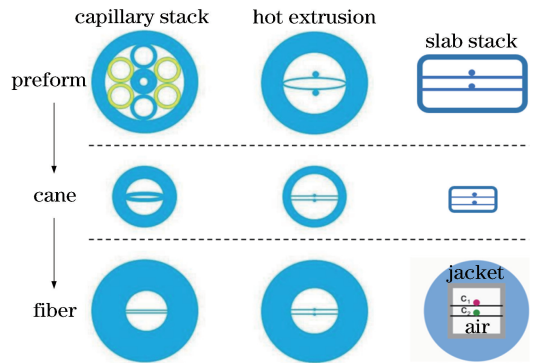 capillary stack
hot extrusion
slab stack
preform
cane
fiber
jacket
C₁
C₂
air